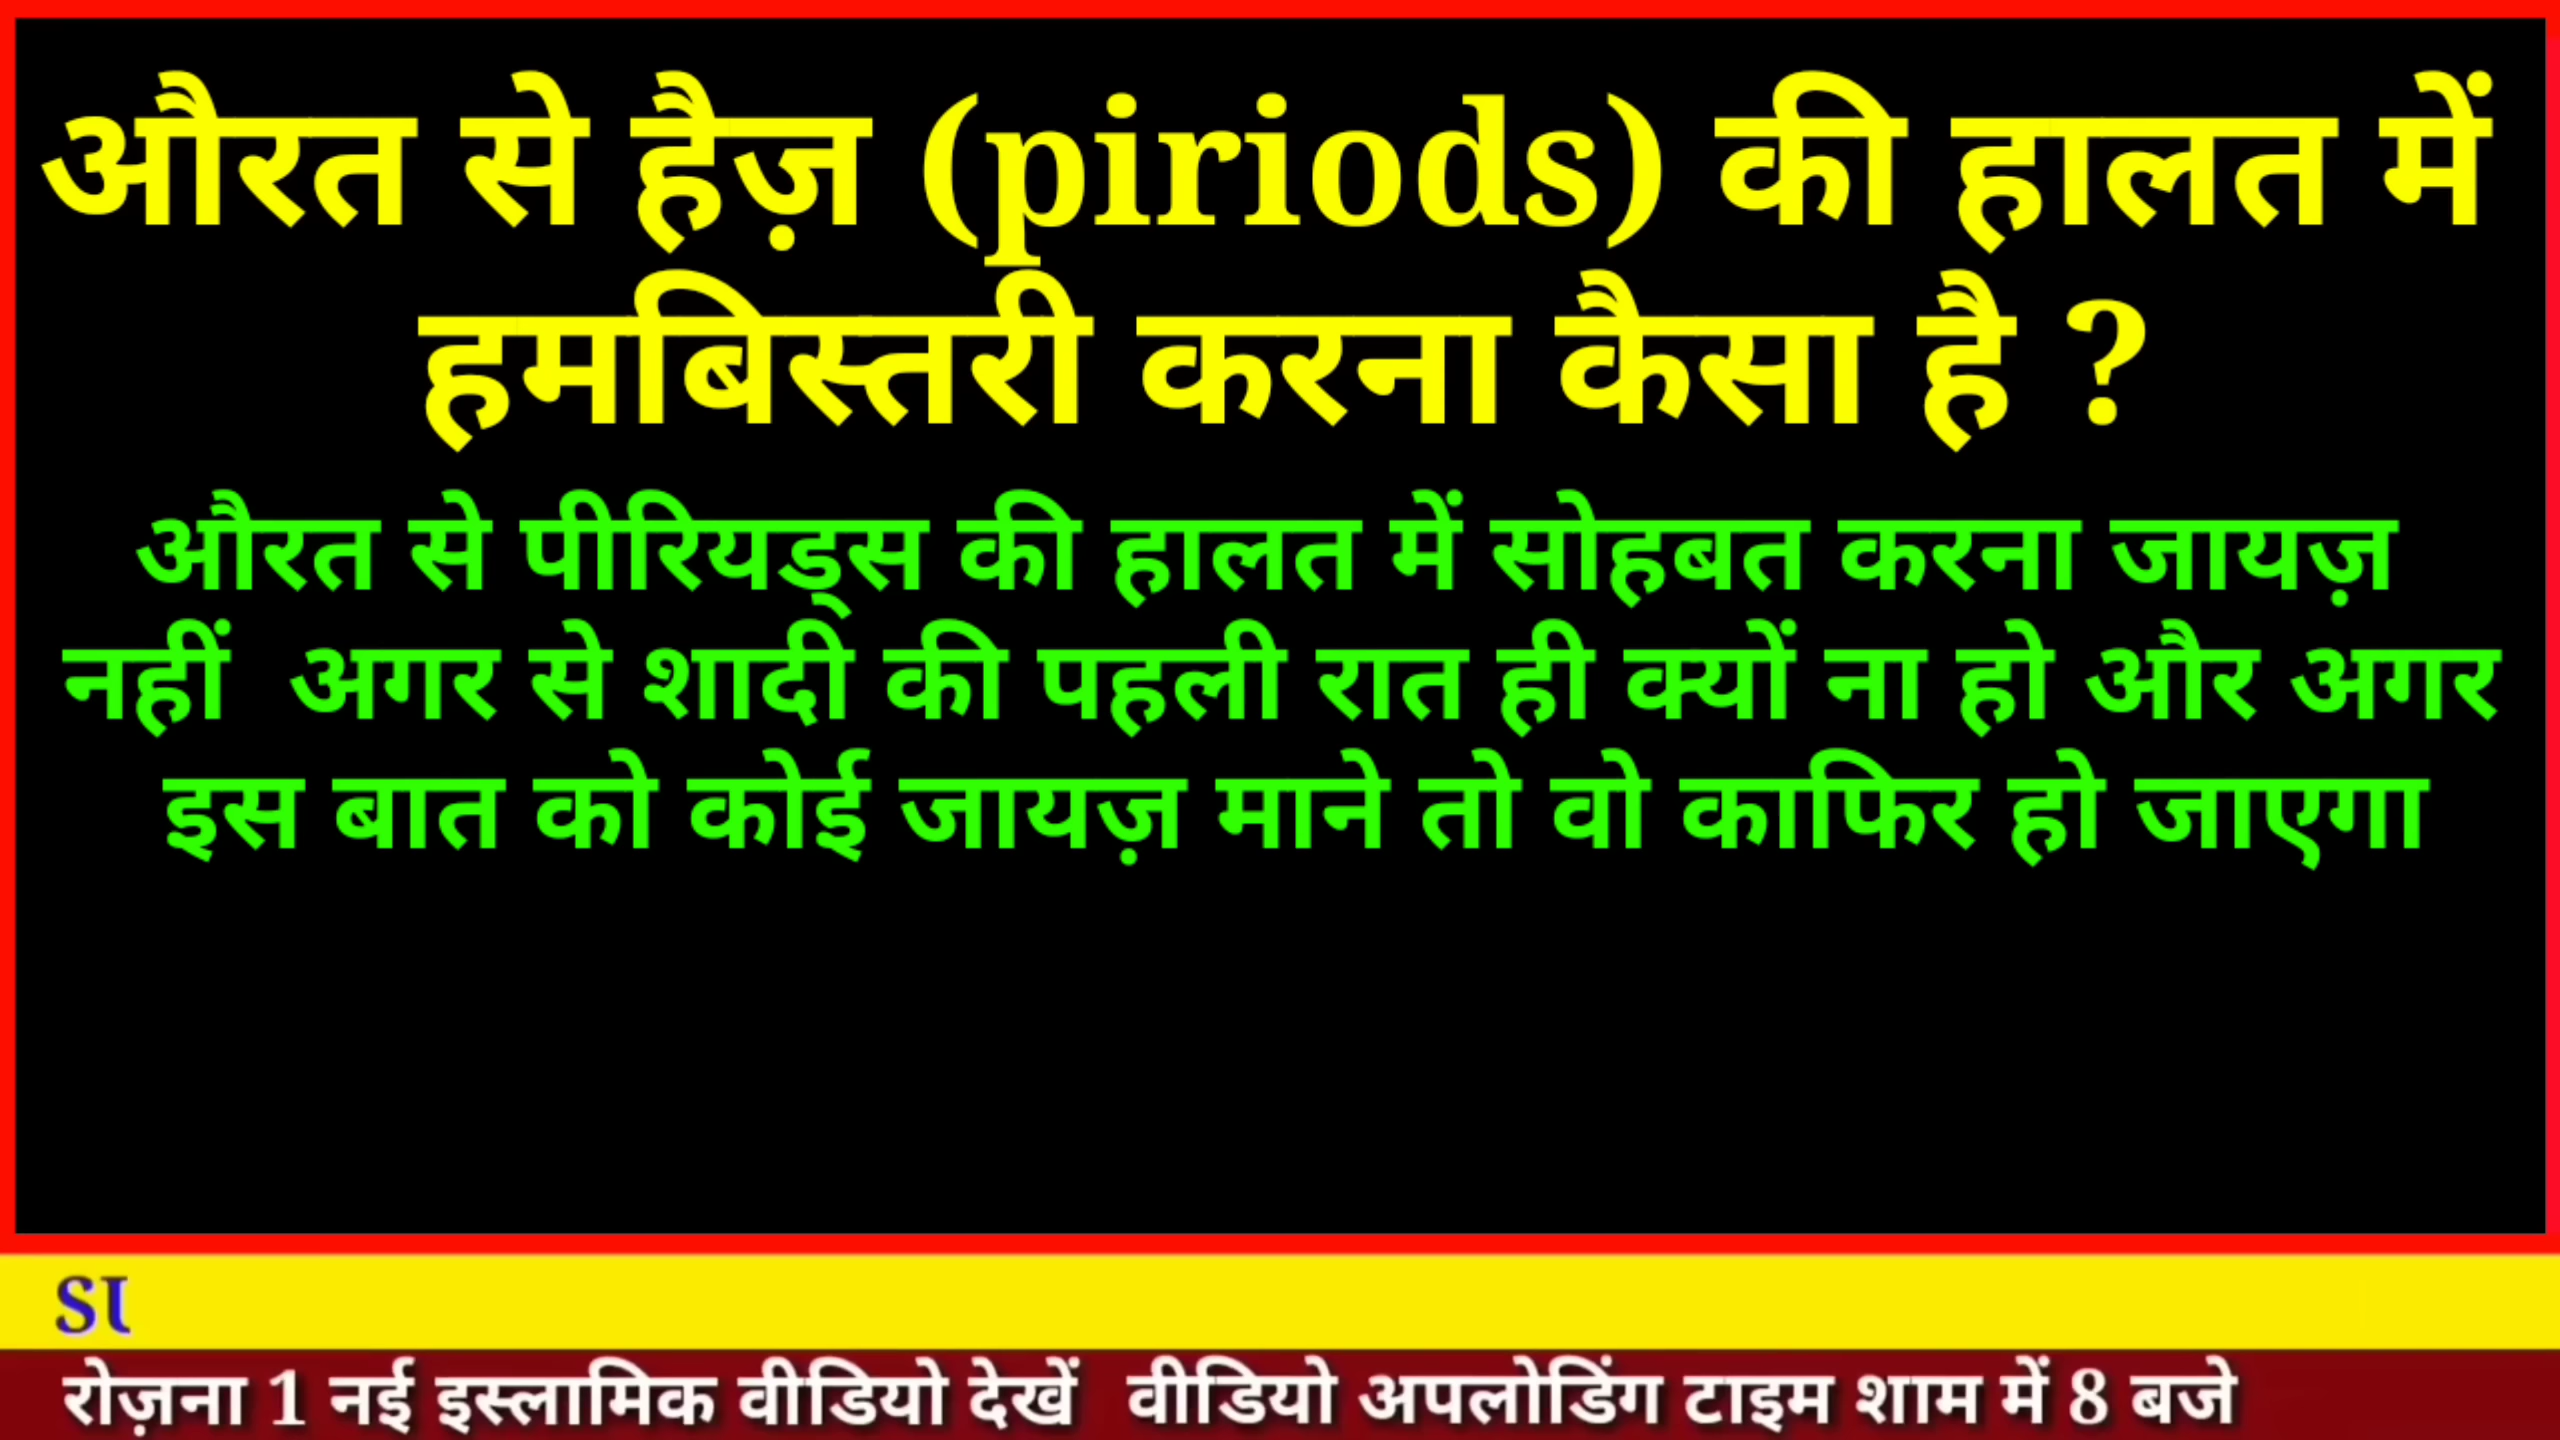 औरत से हैज़ (piriods) की हालत में
हमबिस्तरी करना कैसा है ?
औरत से पीरियड्स की हालत में सोहबत करना जायज़
नहीं अगर से शादी की पहली रात ही क्यों ना हो और अगर
इस बात को कोई जायज़ माने तो वो काफिर हो जाएगा
रोज़ना 1 नई इस्लामिक वीडियो देखें वीडियो अपलोडिंग टाइम शाम में 8 बजे